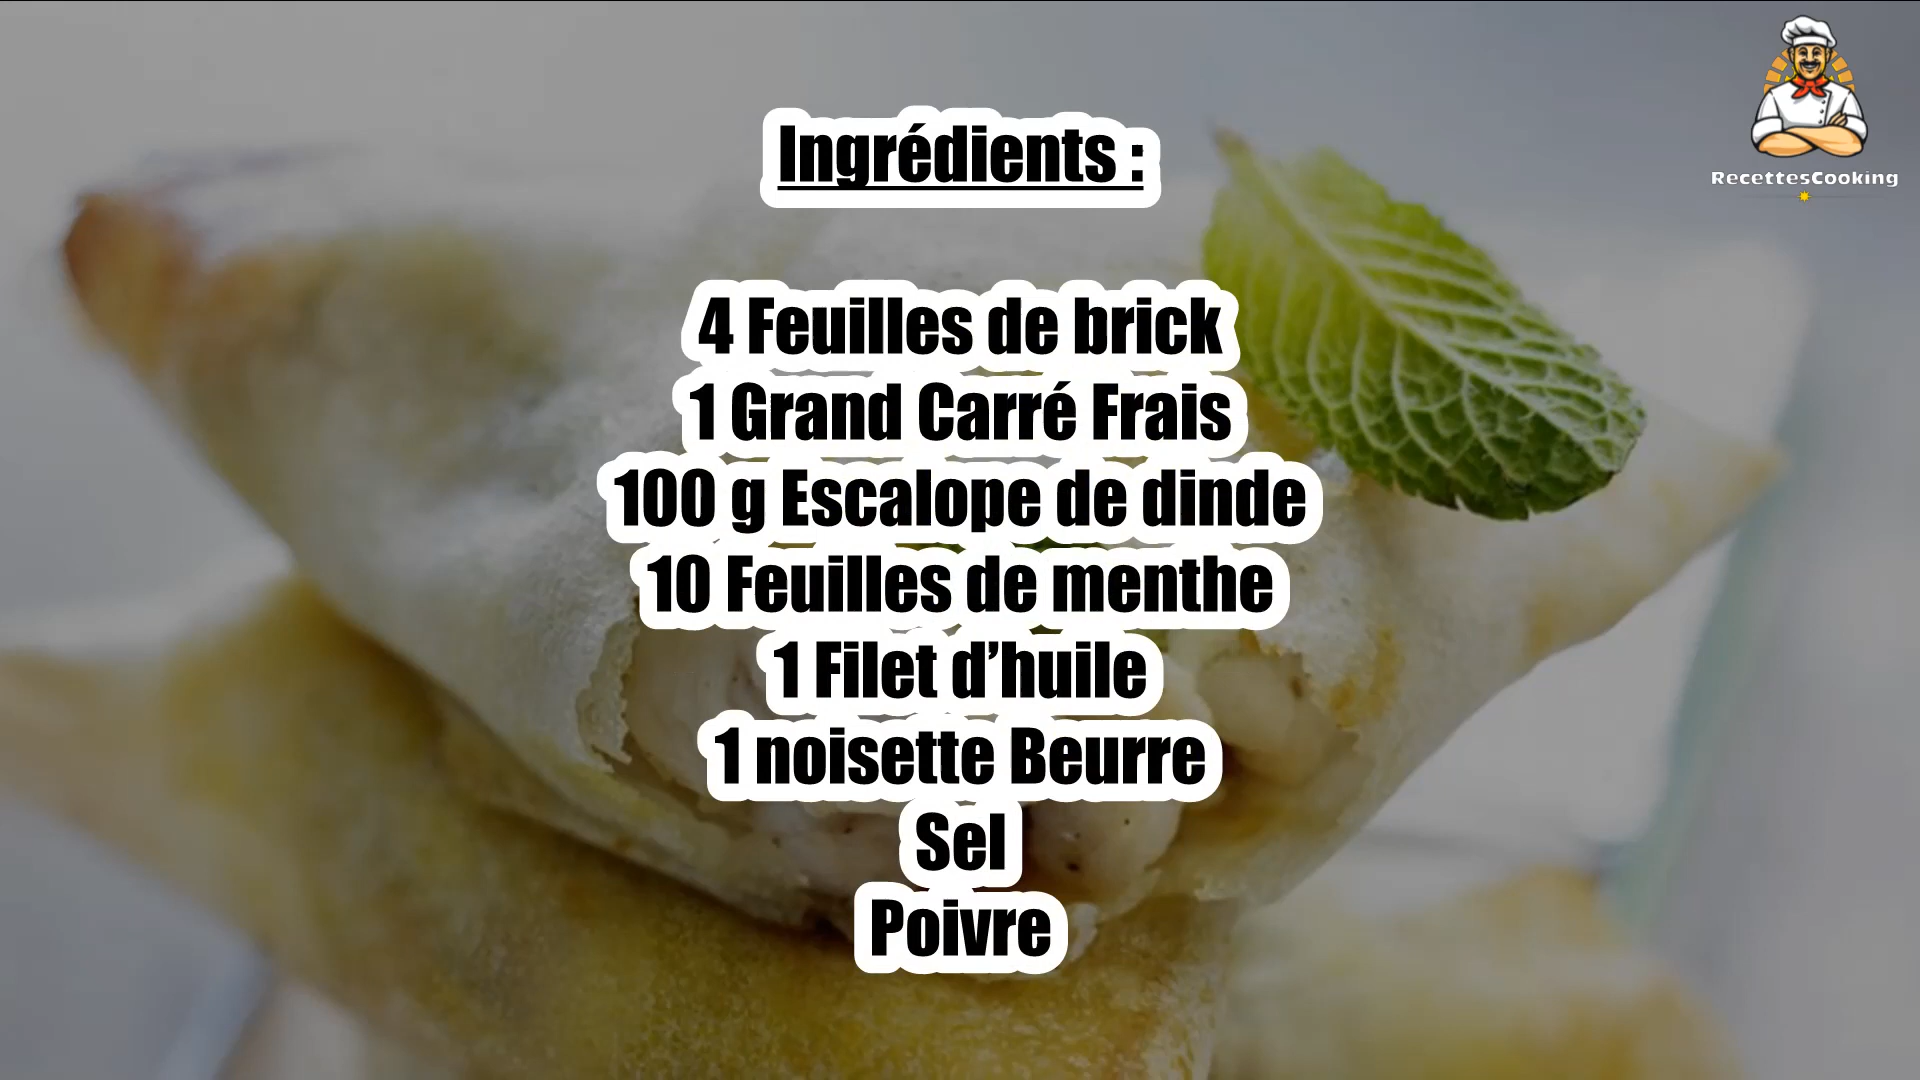 RecettesCooking
Ingrédients :
4 Feuilles de brick
1 Grand Carré Frais
100 g Escalope de dinde
10 Feuilles de menthe
1 Filet d’huile
1 noisette Beurre
Sel
Poivre